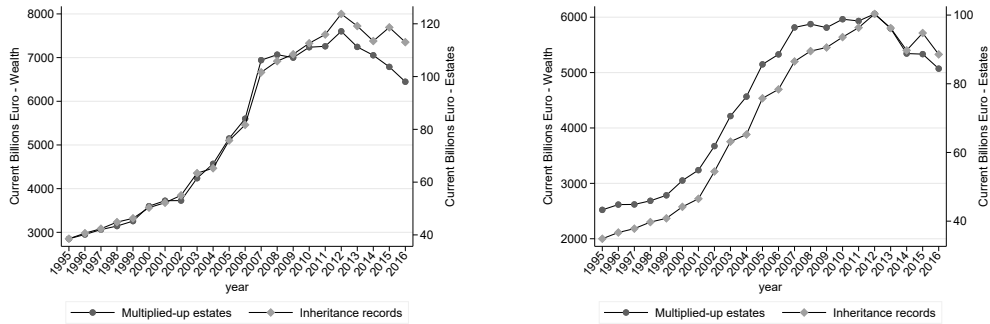 8000
7000
6000
5000
4000
3000
Current Billions Euro - Wealth
120
100
80
60
40
Current Billions Euro - Estates
1995 1996 1997 1998 1999 2000 2001 2002 2003 2004 2005 2006 2007 2008 2009 2010 2011 2012 2013 2014 2015 2016
year
Multiplied-up estates Inheritance records
6000
5000
4000
3000
2000
Current Billions Euro - Wealth
100
80
60
40
Current Billions Euro - Estates
1995 1996 1997 1998 1999 2000 2001 2002 2003 2004 2005 2006 2007 2008 2009 2010 2011 2012 2013 2014 2015 2016
year
Multiplied-up estates Inheritance records